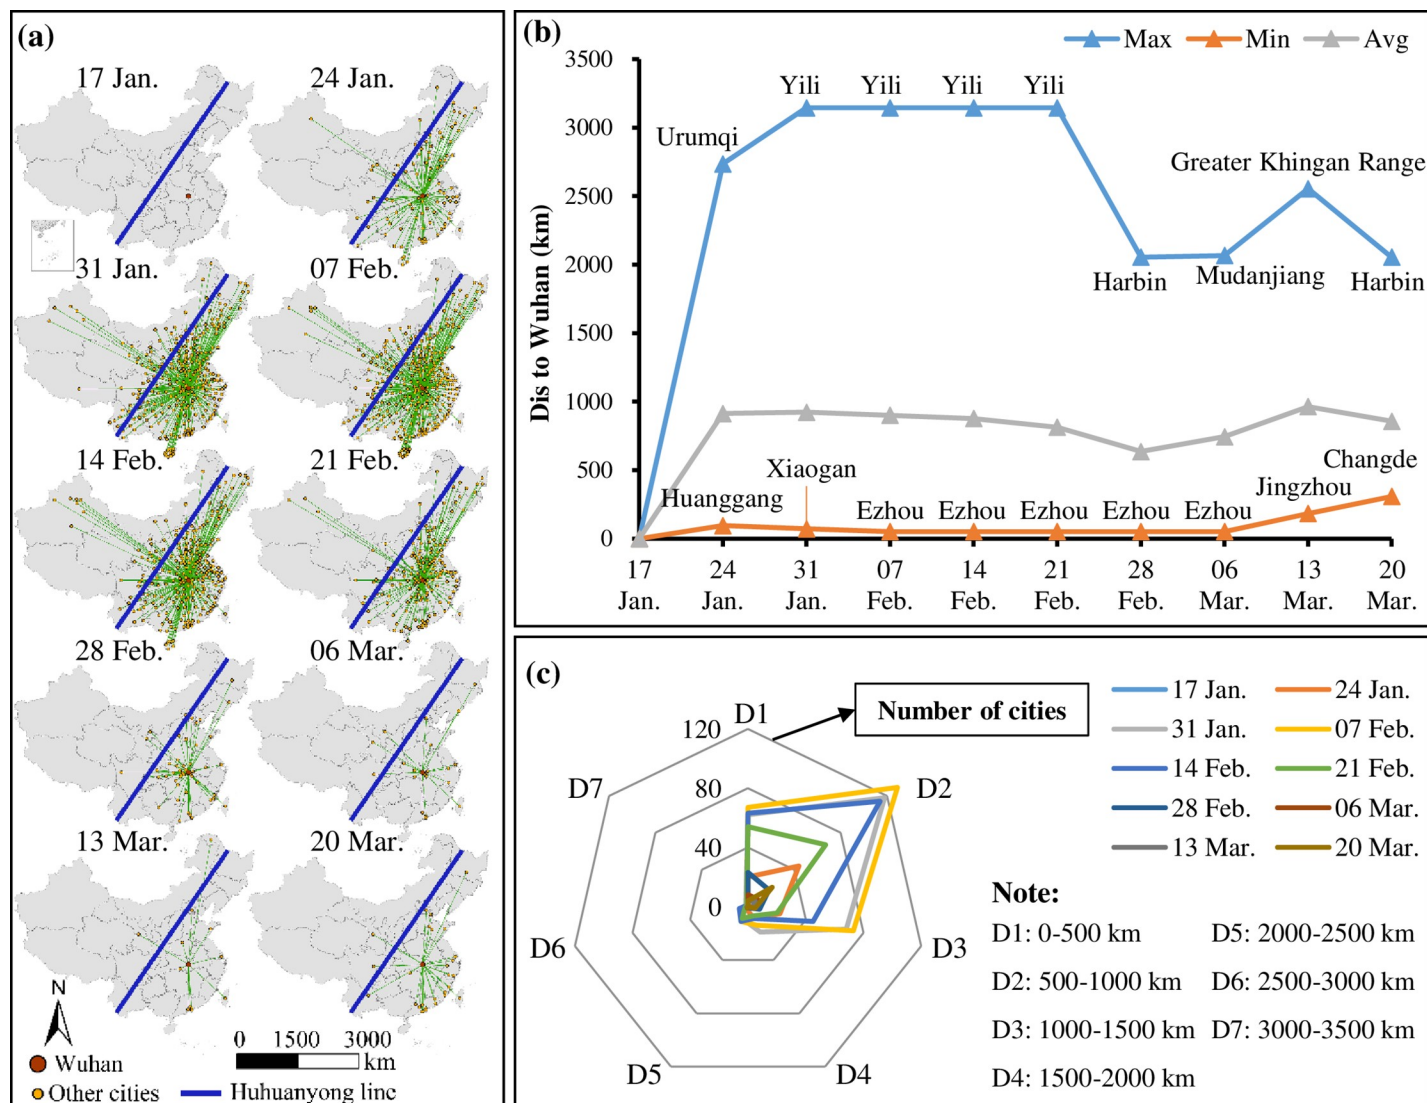 (a)
17 Jan.
24 Jan.
31 Jan.
07 Feb.
14 Feb.
21 Feb.
28 Feb.
06 Mar.
13 Mar.
20 Mar.
N
0 1500 3000
km
Wuhan
Other cities
Huhuanyong line
(b)
Max Min Avg
Dis to Wuhan (km)
3500
3000
2500
2000
1500
1000
500
0
Urumqi
Yili Yili Yili Yili
Greater Khingan Range
Harbin
Mudanjiang
Harbin
Huanggang
Xiaogan
Ezhou Ezhou Ezhou Ezhou Ezhou
Jingzhou
Changde
17 24 31 07 14 21 28 06 13 20
Jan. Jan. Jan. Feb. Feb. Feb. Feb. Mar. Mar. Mar.
(c)
Number of cities
120
80
40
0
D1
D2
D3
D4
D5
D6
D7
17 Jan. 24 Jan.
31 Jan. 07 Feb.
14 Feb. 21 Feb.
28 Feb. 06 Mar.
13 Mar. 20 Mar.
Note:
D1: 0-500 km D5: 2000-2500 km
D2: 500-1000 km D6: 2500-3000 km
D3: 1000-1500 km D7: 3000-3500 km
D4: 1500-2000 km